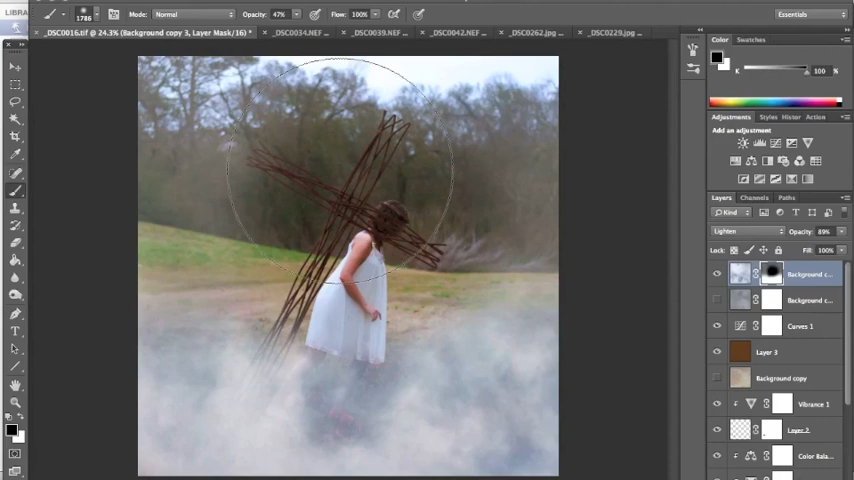 LIBRA
1786
Mode: Normal
Opacity: 47%
Flow: 100%
Essentials
_DSC0016.tif @ 24.3% (Background copy 3, Layer Mask/16) *
_DSC0034.NEF ...
_DSC0039.NEF ...
_DSC0042.NEF ...
_DSC0262.jpg ...
_DSC0229.jpg ...
Color
Swatches
K
100
%
Adjustments
Styles
Histor
Action
Add an adjustment
Layers
Channels
Paths
Kind
Lighten
Opacity: 89%
Lock:
Fill: 100%
Background c...
Background c...
Curves 1
Layer 3
Background copy
Vibrance 1
Layer 2
Color Bala...